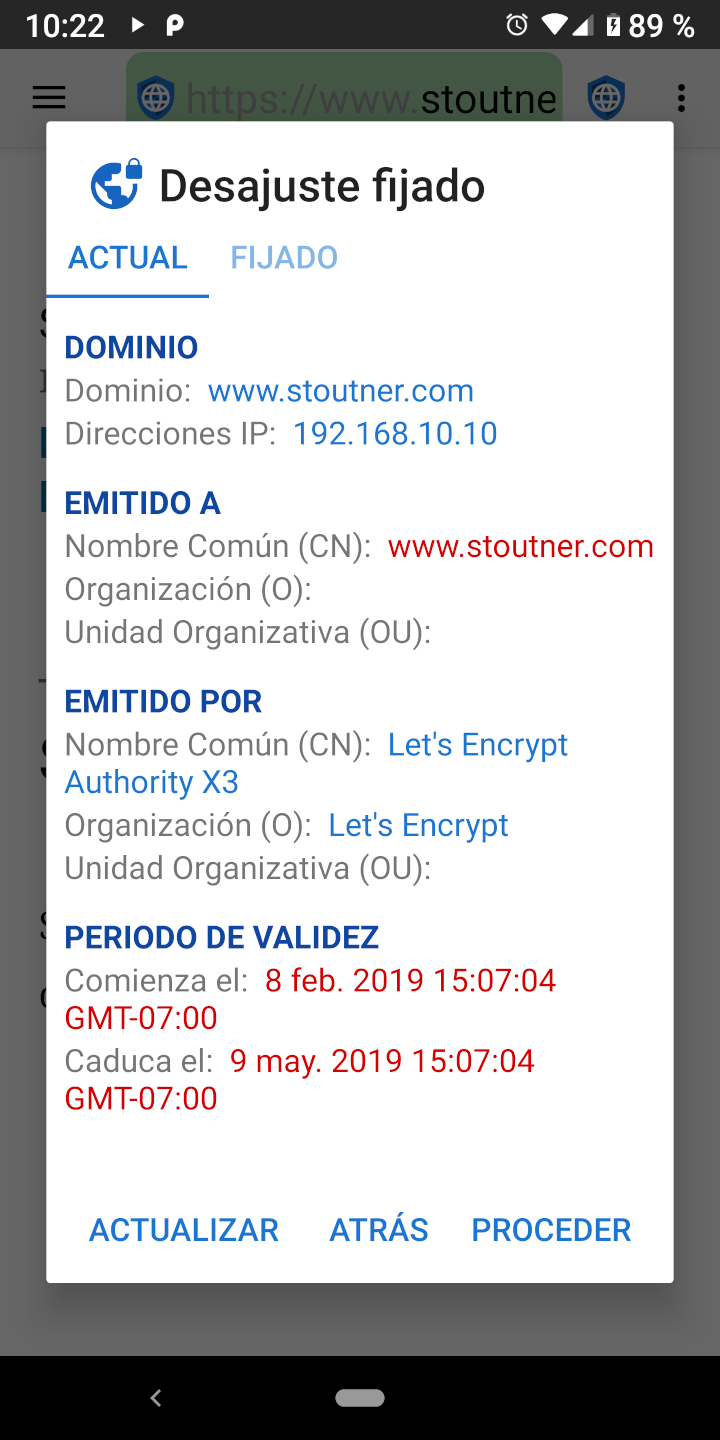 10:22
89 %
https://www.stoutne
Desajuste fijado
ACTUAL FIJADO
DOMINIO
Dominio: www.stoutner.com
Direcciones IP: 192.168.10.10
EMITIDO A
Nombre Común (CN): www.stoutner.com
Organización (O):
Unidad Organizativa (OU):
EMITIDO POR
Nombre Común (CN): Let's Encrypt
Authority X3
Organización (O): Let's Encrypt
Unidad Organizativa (OU):
PERIODO DE VALIDEZ
Comienza el: 8 feb. 2019 15:07:04
GMT-07:00
Caduca el: 9 may. 2019 15:07:04
GMT-07:00
ACTUALIZAR ATRÁS PROCEDER